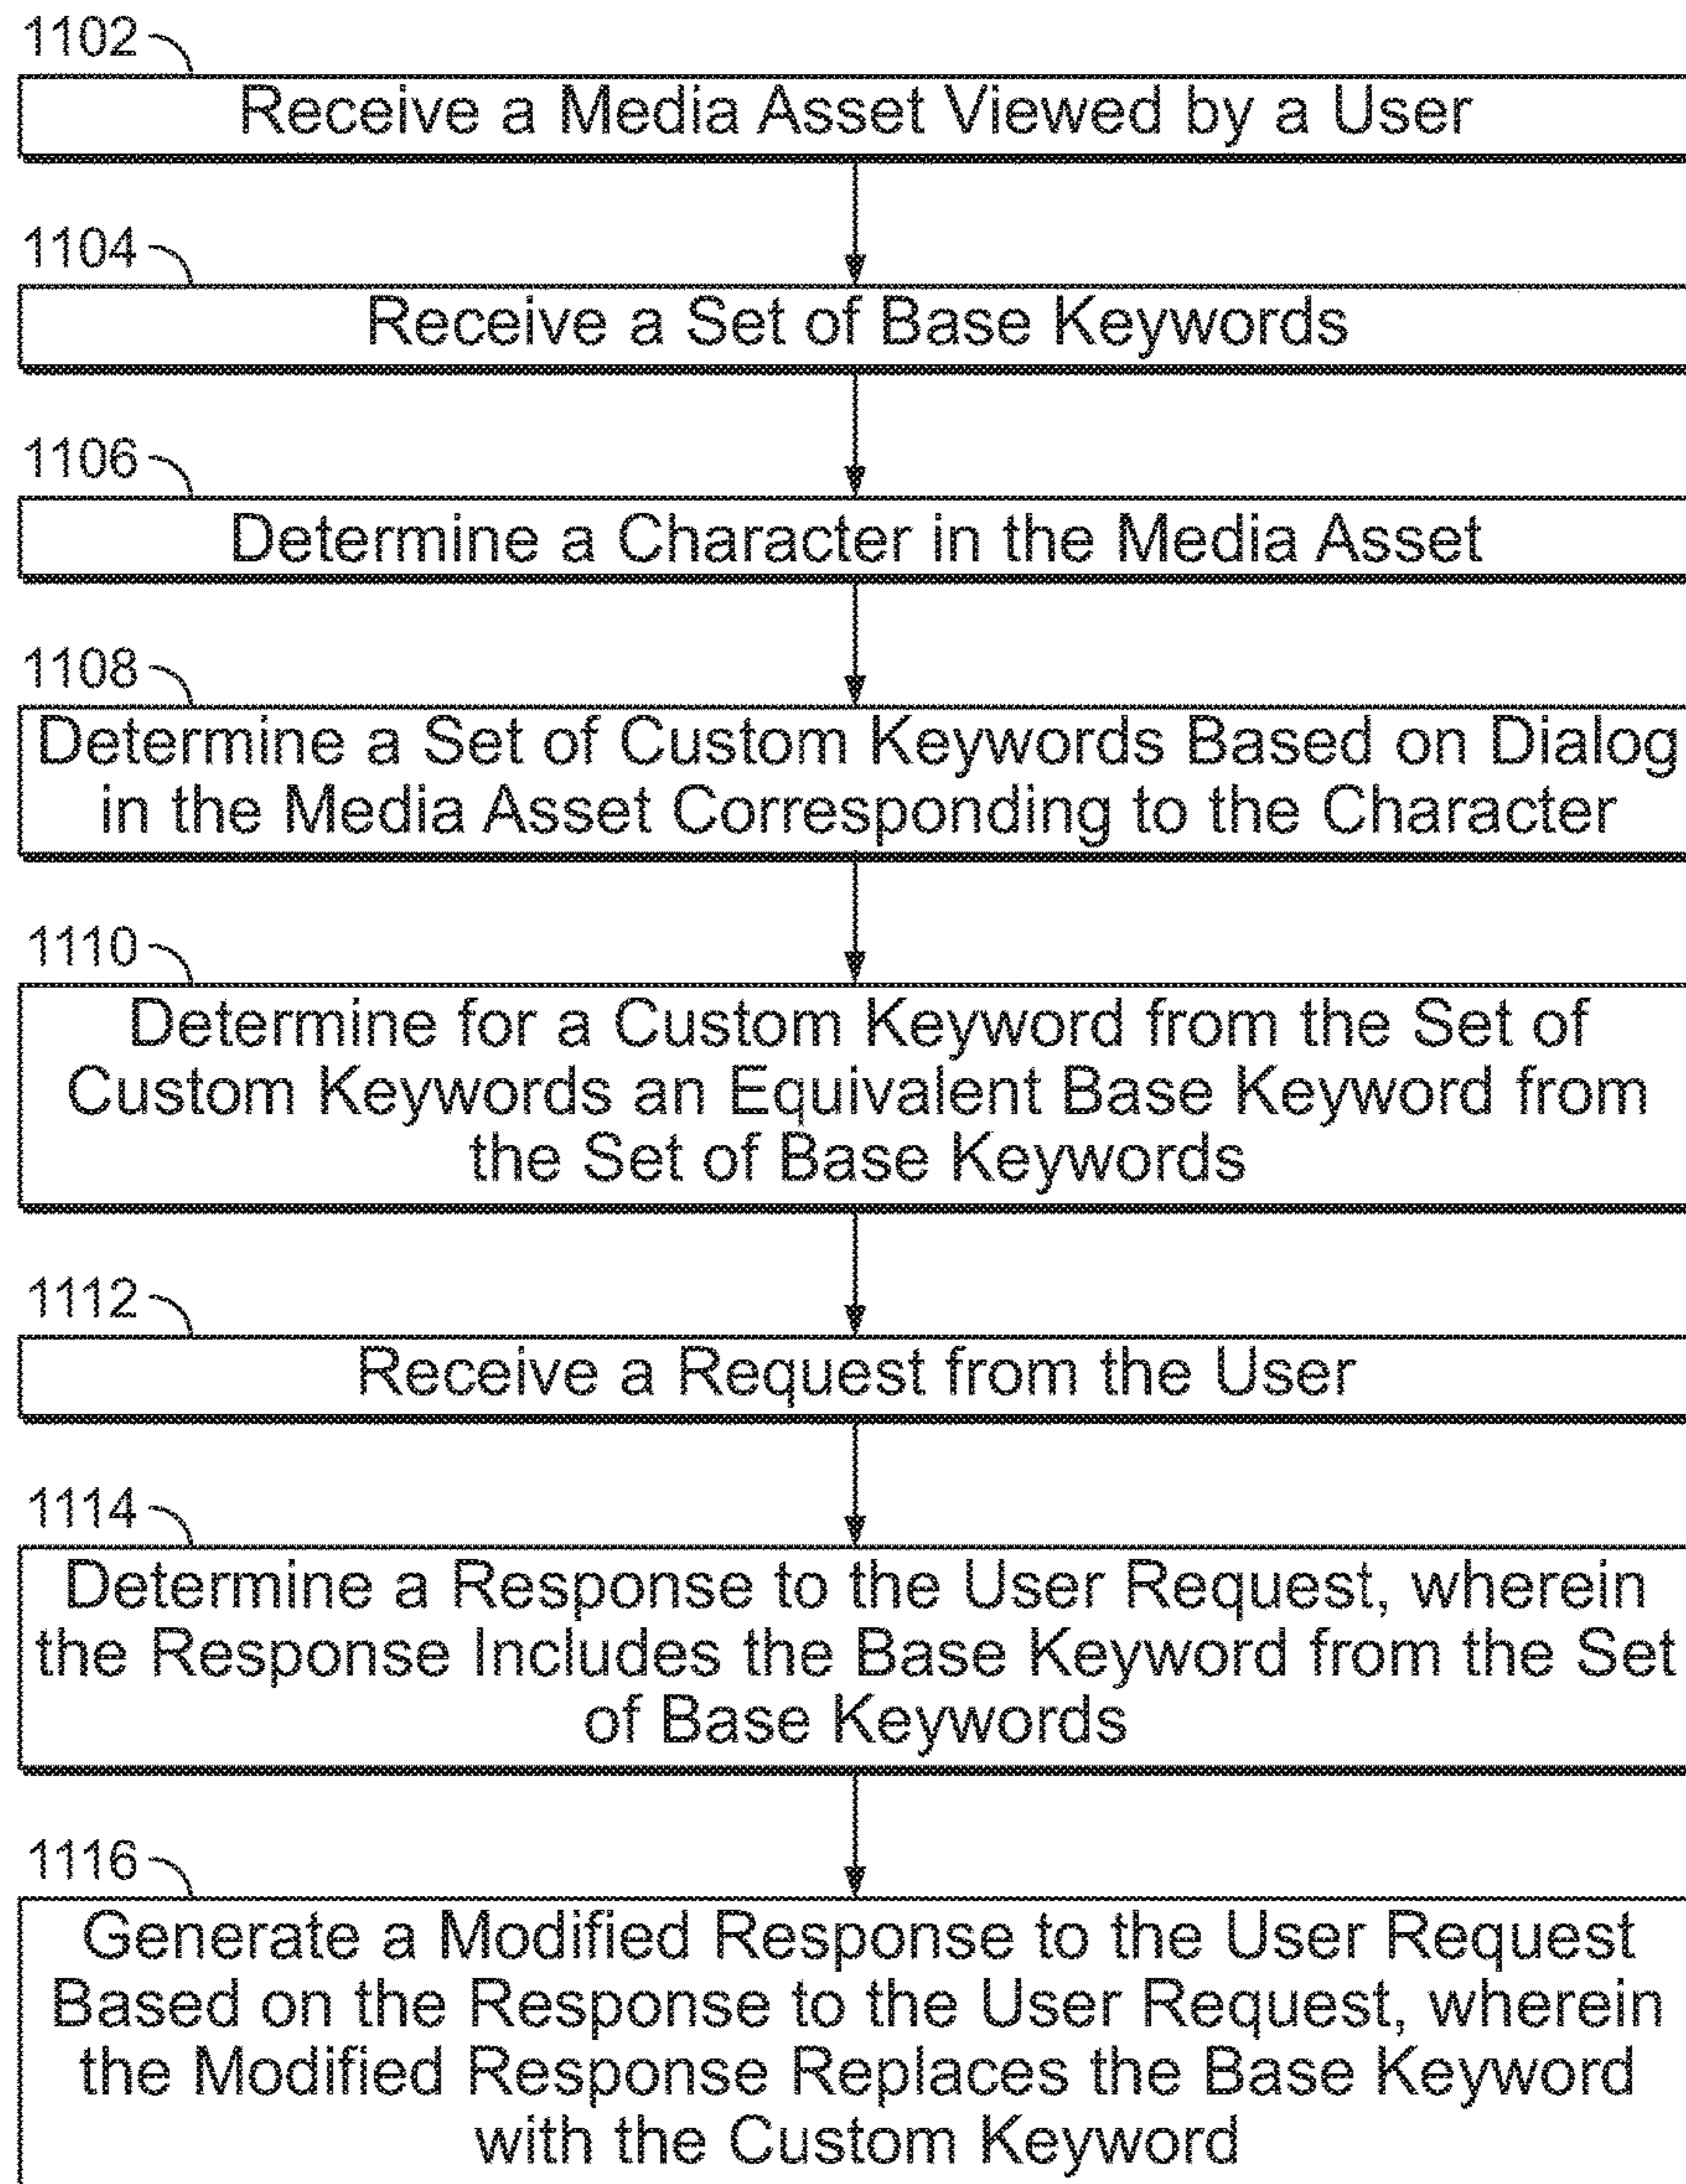 1102
Receive a Media Asset Viewed by a User
1104
Receive a Set of Base Keywords
1106
Determine a Character in the Media Asset
1108
Determine a Set of Custom Keywords Based on Dialog
in the Media Asset Corresponding to the Character
1110
Determine for a Custom Keyword from the Set of
Custom Keywords an Equivalent Base Keyword from
the Set of Base Keywords
1112
Receive a Request from the User
1114
Determine a Response to the User Request, wherein
the Response Includes the Base Keyword from the Set
of Base Keywords
1116
Generate a Modified Response to the User Request
Based on the Response to the User Request, wherein
the Modified Response Replaces the Base Keyword
with the Custom Keyword